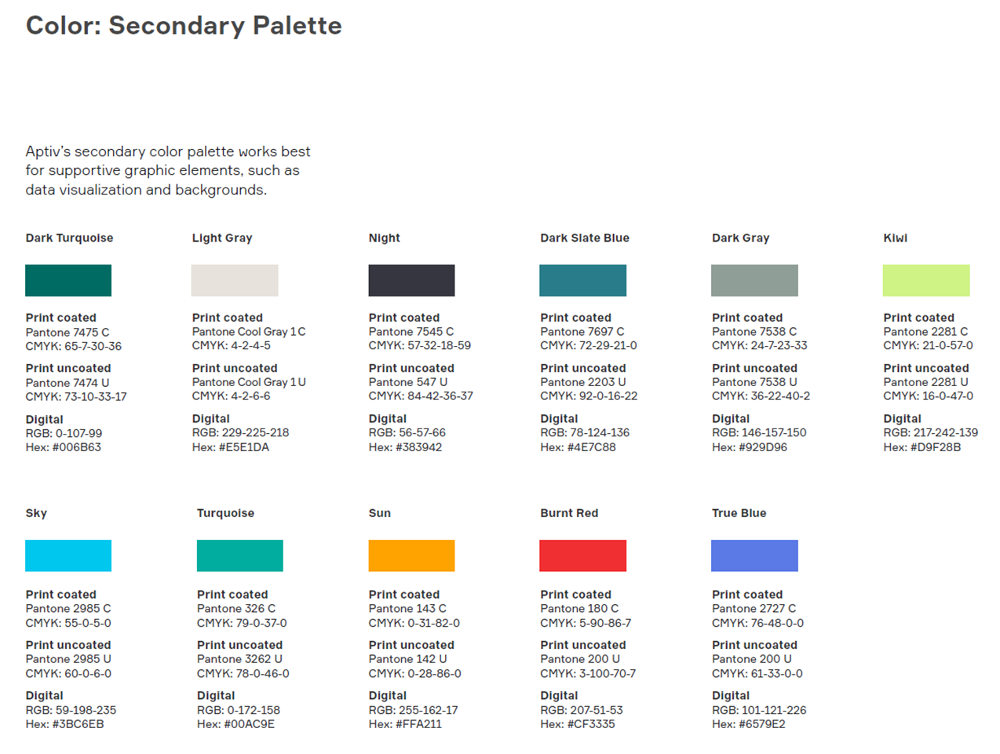 Color: Secondary Palette
Aptiv’s secondary color palette works best
for supportive graphic elements, such as
data visualization and backgrounds.
Dark Turquoise
Print coated
Pantone 7475 C
CMYK: 65-7-30-36
Print uncoated
Pantone 7474 U
CMYK: 73-10-33-17
Digital
RGB: 0-107-99
Hex: #006B63
Light Gray
Print coated
Pantone Cool Gray 1 C
CMYK: 4-2-4-5
Print uncoated
Pantone Cool Gray 1 U
CMYK: 4-2-6-6
Digital
RGB: 229-225-218
Hex: #E5E1DA
Night
Print coated
Pantone 7545 C
CMYK: 57-32-18-59
Print uncoated
Pantone 547 U
CMYK: 84-42-36-37
Digital
RGB: 56-57-66
Hex: #383942
Dark Slate Blue
Print coated
Pantone 7697 C
CMYK: 72-29-21-0
Print uncoated
Pantone 2203 U
CMYK: 92-0-16-22
Digital
RGB: 78-124-136
Hex: #4E7C88
Dark Gray
Print coated
Pantone 7538 C
CMYK: 24-7-23-33
Print uncoated
Pantone 7538 U
CMYK: 36-22-40-2
Digital
RGB: 146-157-150
Hex: #929D96
Kiwi
Print coated
Pantone 2281 C
CMYK: 21-0-57-0
Print uncoated
Pantone 2281 U
CMYK: 16-0-47-0
Digital
RGB: 217-242-139
Hex: #D9F28B
Sky
Print coated
Pantone 2985 C
CMYK: 55-0-5-0
Print uncoated
Pantone 2985 U
CMYK: 60-0-6-0
Digital
RGB: 59-198-235
Hex: #3BC6EB
Turquoise
Print coated
Pantone 326 C
CMYK: 79-0-37-0
Print uncoated
Pantone 3262 U
CMYK: 78-0-46-0
Digital
RGB: 0-172-158
Hex: #00AC9E
Sun
Print coated
Pantone 143 C
CMYK: 0-31-82-0
Print uncoated
Pantone 142 U
CMYK: 0-28-86-0
Digital
RGB: 255-162-17
Hex: #FFA211
Burnt Red
Print coated
Pantone 180 C
CMYK: 5-90-86-7
Print uncoated
Pantone 200 U
CMYK: 3-100-70-7
Digital
RGB: 207-51-53
Hex: #CF3335
True Blue
Print coated
Pantone 2727 C
CMYK: 76-48-0-0
Print uncoated
Pantone 200 U
CMYK: 61-33-0-0
Digital
RGB: 101-121-226
Hex: #6579E2